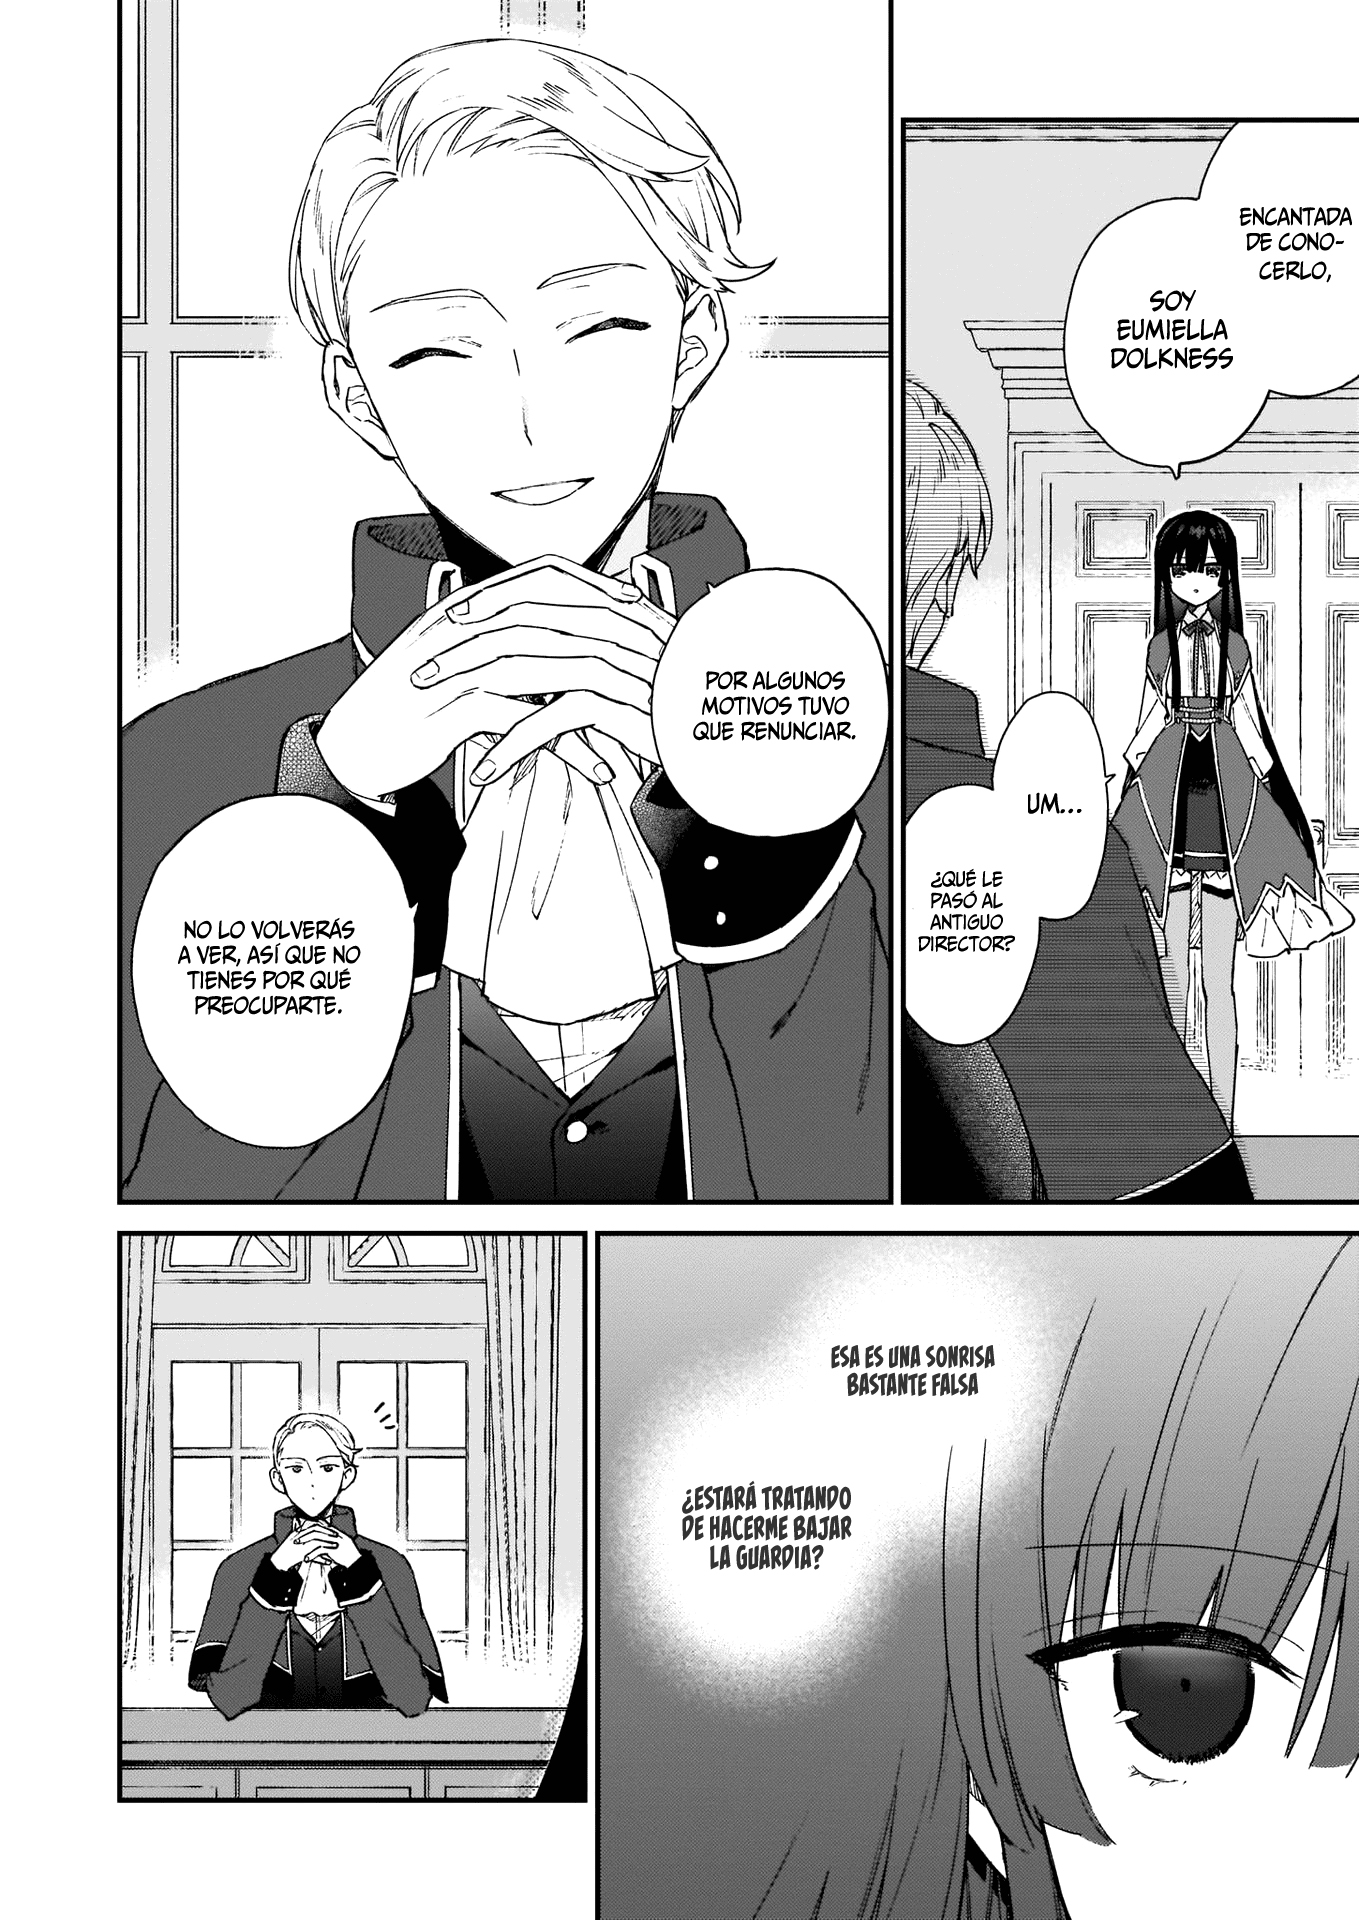 ENCANTADA
DE CONO-
CERLO,
SOY
EUMIELLA
DOLKNESS
UM...
¿QUÉ LE
PASÓ AL
ANTIGUO
DIRECTOR?
POR ALGUNOS
MOTIVOS TUVO
QUE RENUNCIAR.
NO LO VOLVERÁS
A VER, ASÍ QUE NO
TIENES POR QUÉ
PREOCUPARTE.
ESA ES UNA SONRISA
BASTANTE FALSA
¿ESTARÁ TRATANDO
DE HACERME BAJAR
LA GUARDIA?